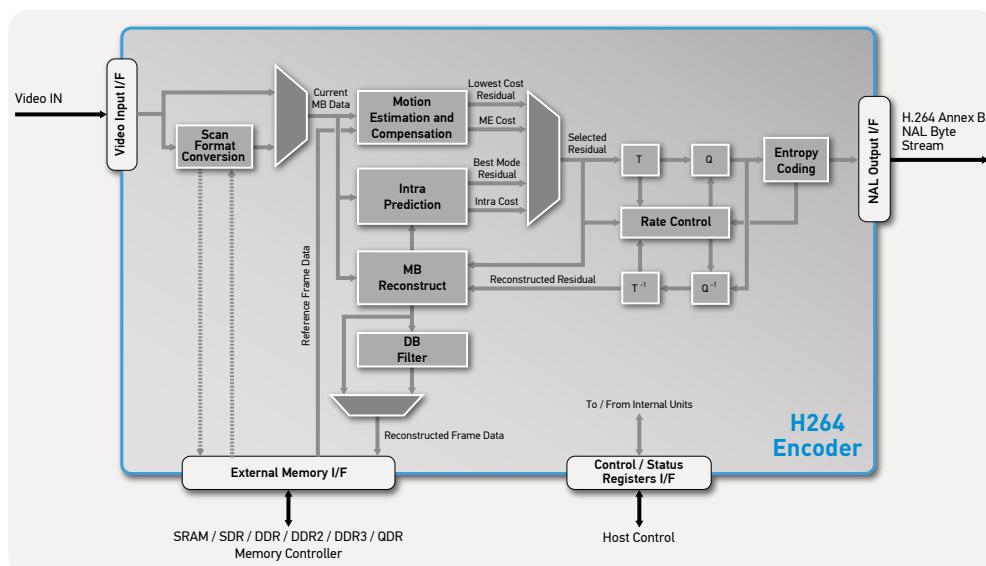 Video IN
Video Input I/F
Scan
Format
Conversion
Current
MB Data
Motion
Estimation and
Compensation
Lowest Cost
Residual
ME Cost
Intra
Prediction
Best Mode
Residual
Intra Cost
Selected
Residual
T
Q
Entropy
Coding
NAL Output I/F
H.264 Annex B
NAL Byte
Stream
Rate Control
MB
Reconstruct
Reconstructed Residual
T -1
Q -1
Reference Frame Data
DB
Filter
Reconstructed Frame Data
To / From Internal Units
H264
Encoder
External Memory I/F
Control / Status
Registers I/F
SRAM / SDR / DDR / DDR2 / DDR3 / QDR
Memory Controller
Host Control